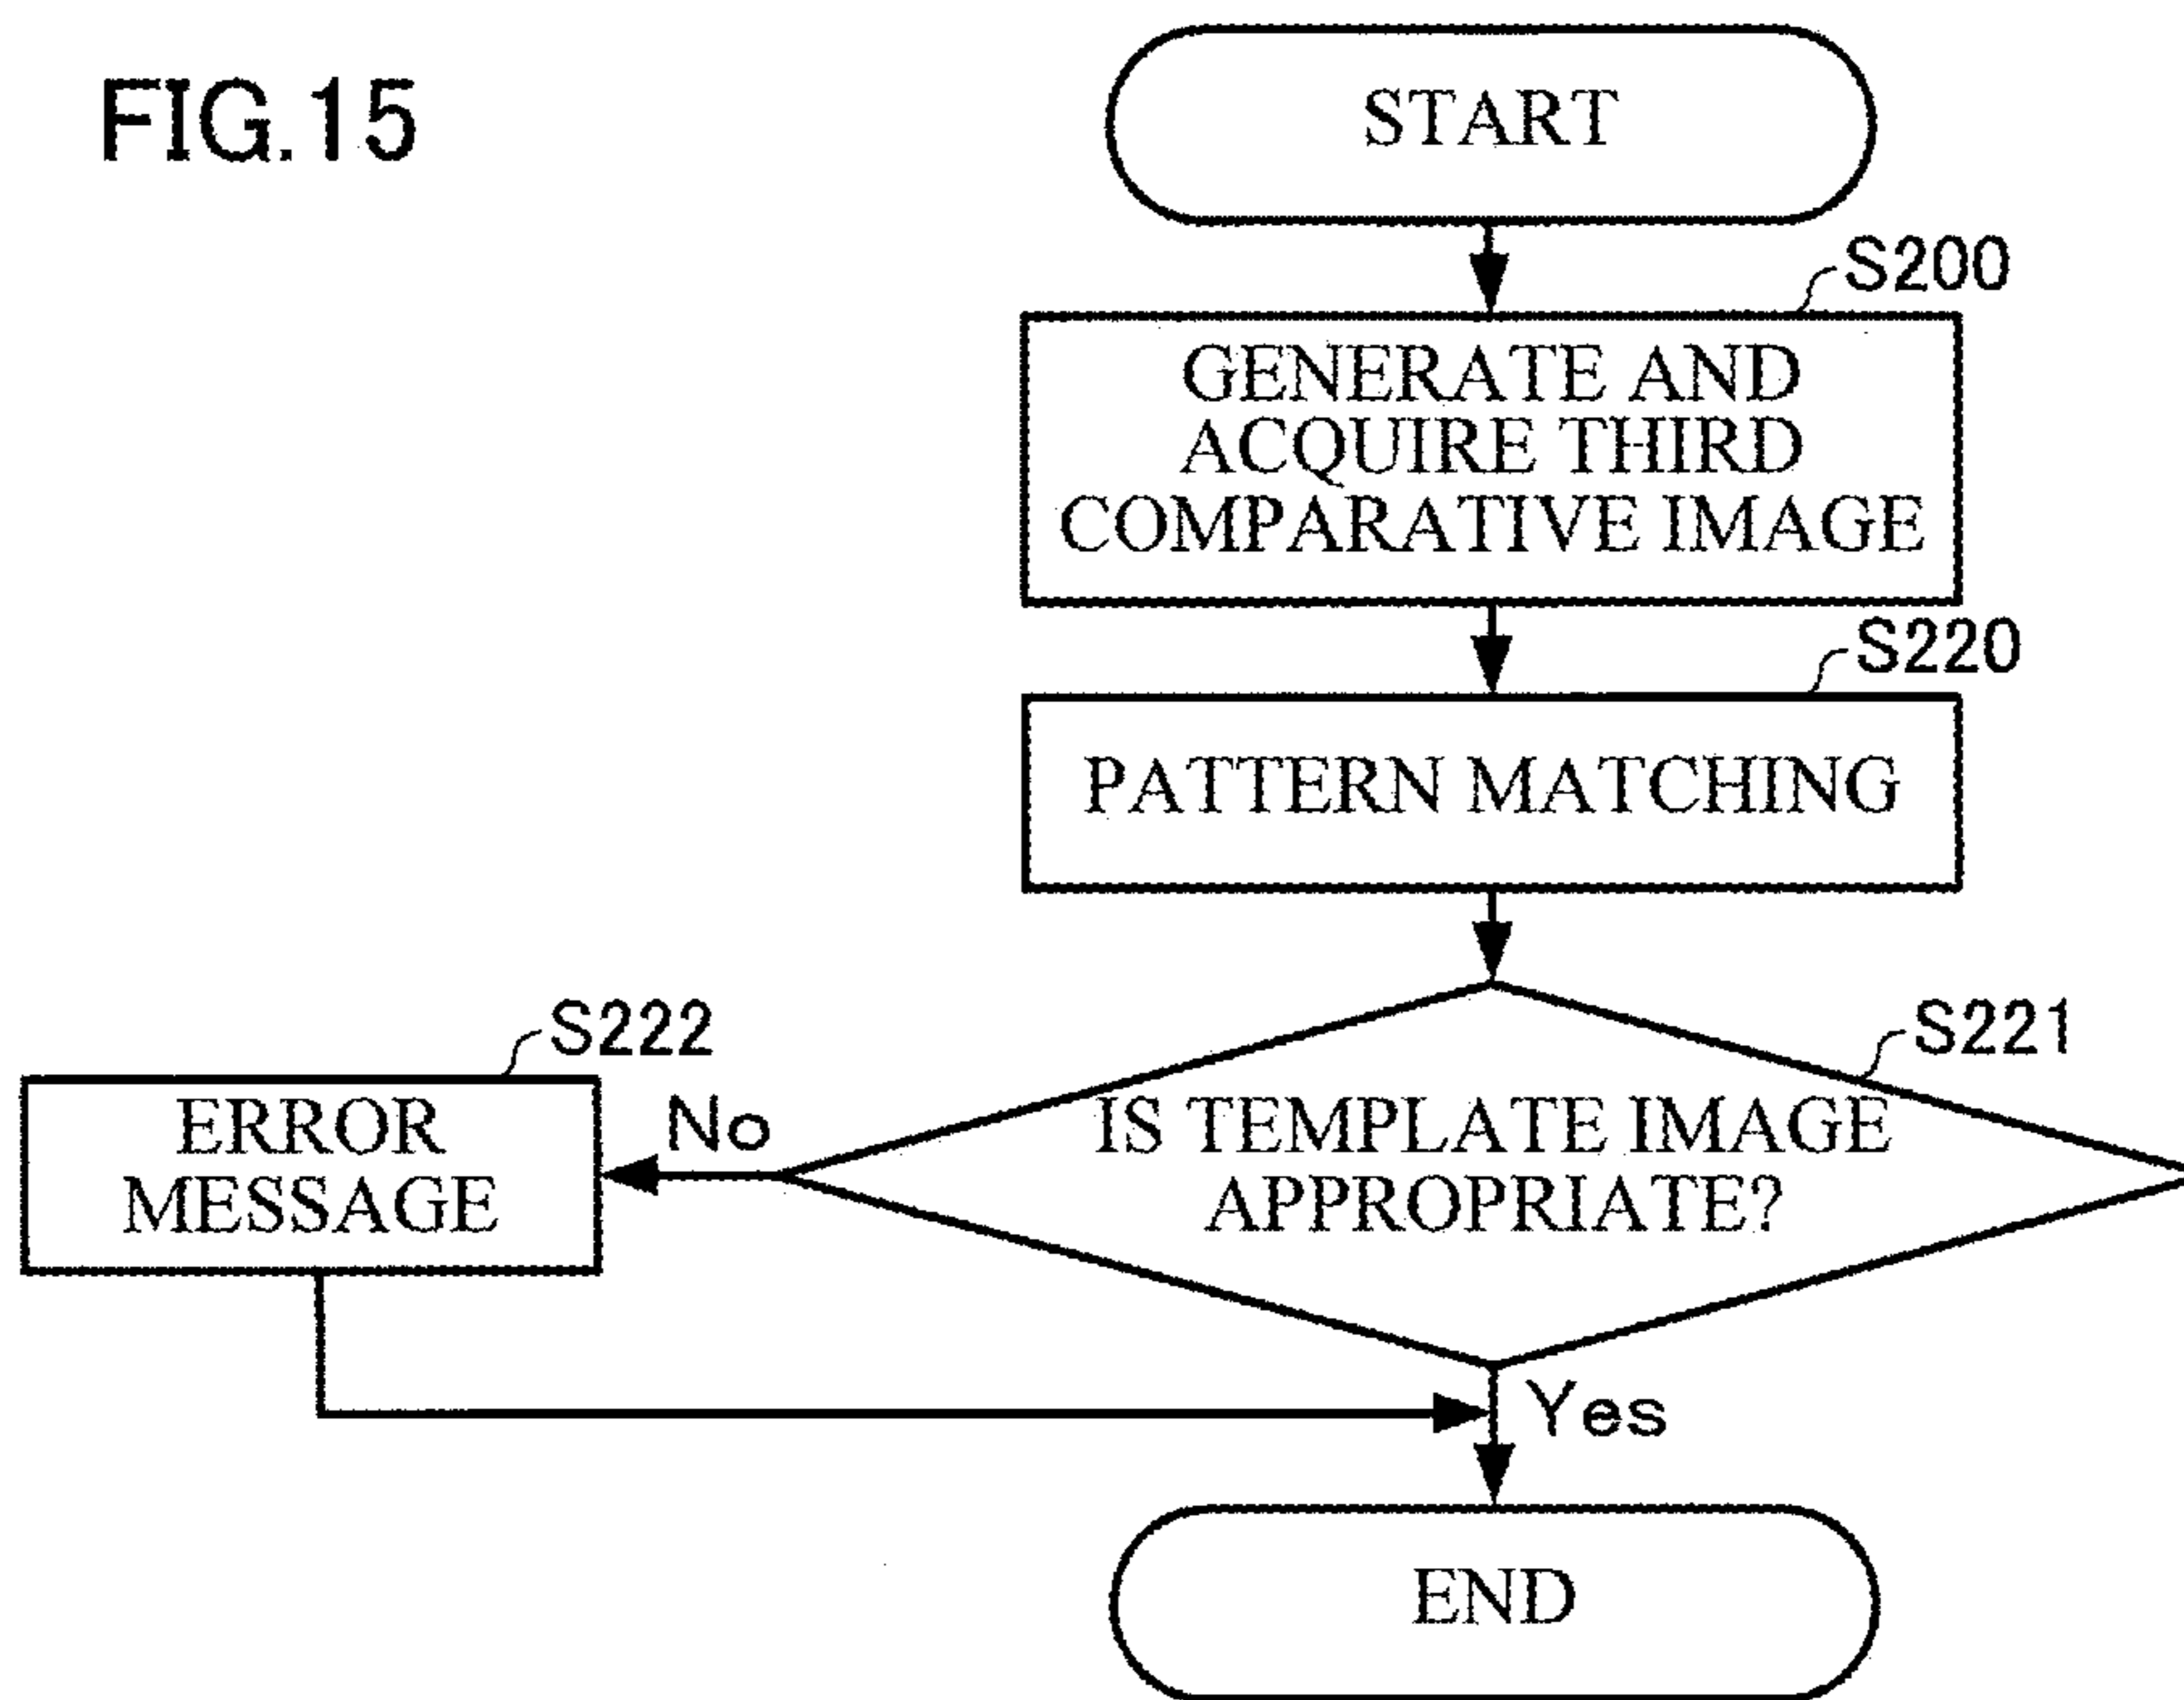 FIG.15
START
S200
GENERATE AND
ACQUIRE THIRD
COMPARATIVE IMAGE
S220
PATTERN MATCHING
S221
IS TEMPLATE IMAGE
APPROPRIATE?
No
S222
ERROR
MESSAGE
Yes
END